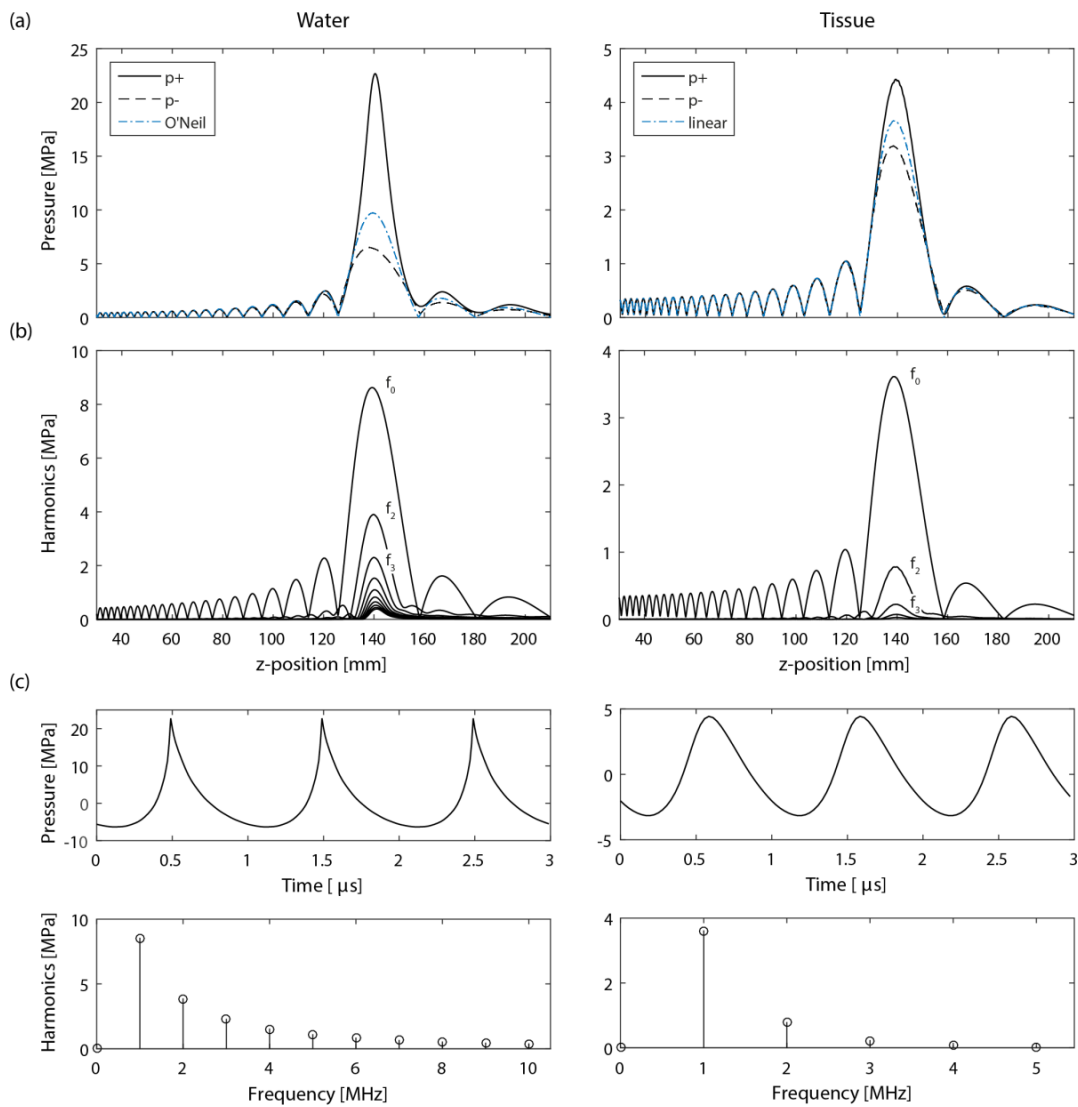 (a)
Water
Tissue
Pressure [MPa]
25
20
15
10
5
0
p+
p-
O'Neil
5
4
3
2
1
0
p+
p-
linear
(b)
Harmonics [MPa]
10
8
6
4
2
0
f0
f2
f3
40 60 80 100 120 140 160 180 200
z-position [mm]
4
3
2
1
0
f0
f2
f3
40 60 80 100 120 140 160 180 200
z-position [mm]
(c)
Pressure [MPa]
20
10
0
-10
0 0.5 1 1.5 2 2.5 3
Time [ µs]
5
0
-5
0 0.5 1 1.5 2 2.5 3
Time [ µs]
Harmonics [MPa]
10
5
0
0 2 4 6 8 10
Frequency [MHz]
4
2
0
0 1 2 3 4 5
Frequency [MHz]